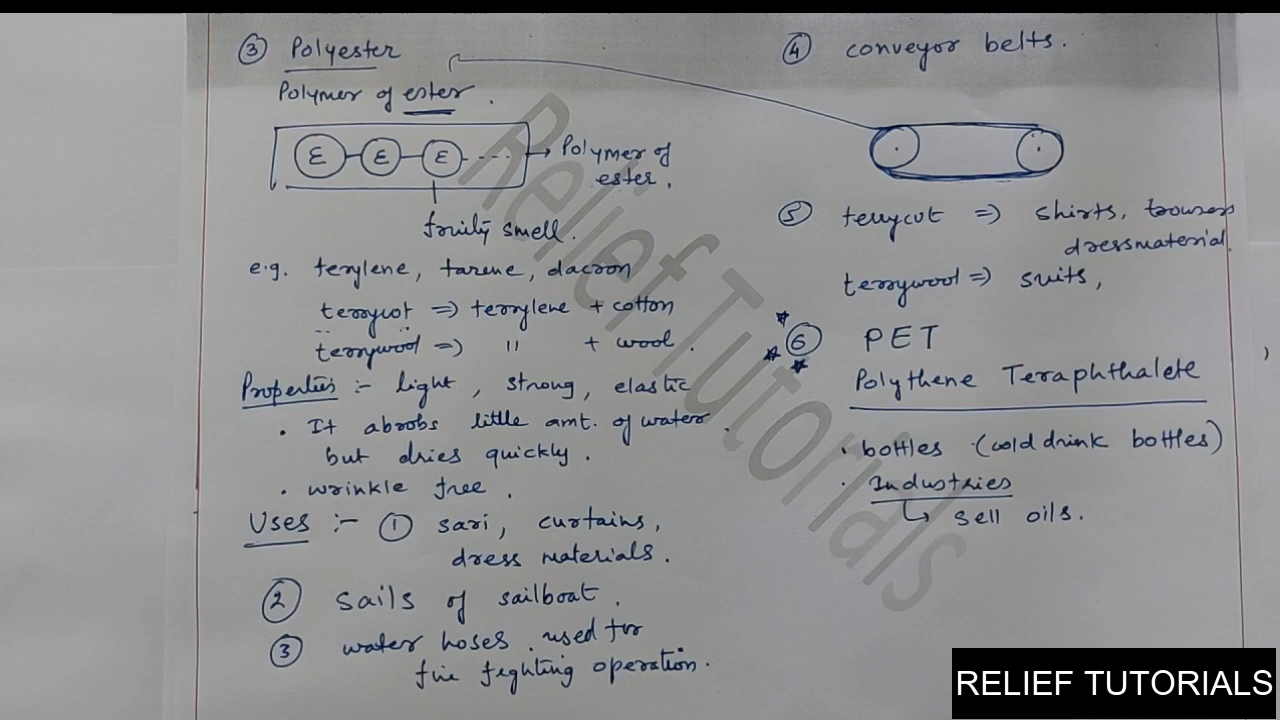 ③ Polyester
Polymer of ester.
ε ε ε ---- → Polymer of
ester.
fruity smell.
e.g. terylene, tarene, dacron
terrycot => terrylene + cotton
terrywool => " + wool.
Properties :- light, strong, elastic
• It abrobs little amt. of water.
but dries quickly.
• wrinkle free.
Uses :- ① sari, curtains,
dress materials.
② sails of sailboat.
③ water hoses used for
fire fighting operation.
④ conveyor belts.
⑤ terrycot => shirts, trousers
dressmaterial.
terrywool => suits,
⑥ PET
Polythene Teraphthalete
• bottles (cold drink bottles)
• Industries
↳ sell oils.
Relief Tutorials
RELIEF TUTORIALS